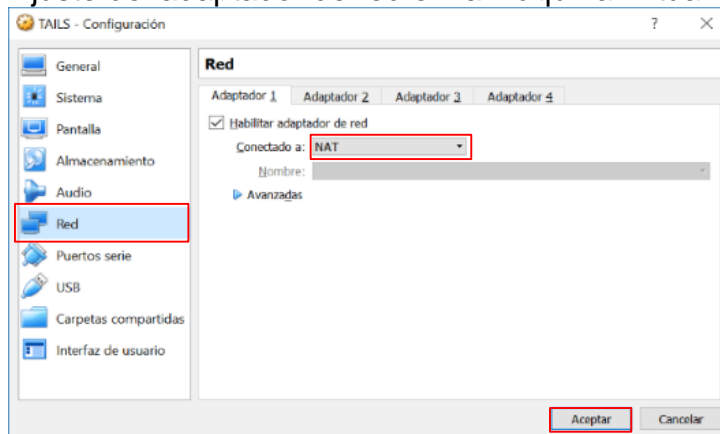 TAILS - Configuración
?
General
Sistema
Pantalla
Almacenamiento
Audio
Red
Puertos serie
USB
Carpetas compartidas
Interfaz de usuario
Red
Adaptador 1 Adaptador 2 Adaptador 3 Adaptador 4
Habilitar adaptador de red
Conectado a: NAT
Nombre:
Avanzadas
Aceptar Cancelar